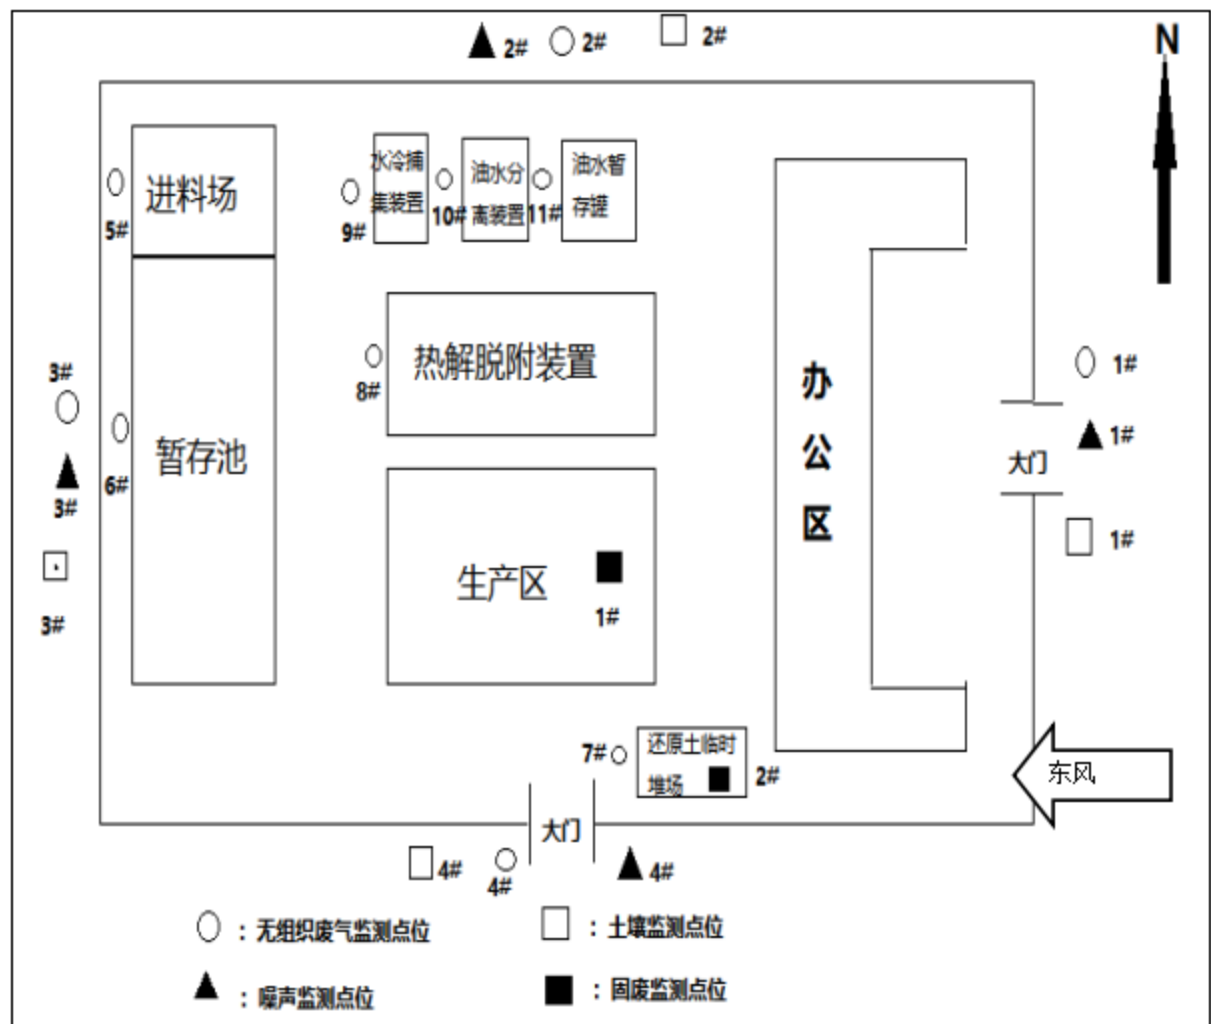 2#
2#
2#
N
进料场
5#
水冷捕
集装置
9#
10#
油水分
离装置
11#
油水暂
存罐
热解脱附装置
8#
3#
3#
3#
暂存池
6#
办
公
区
1#
1#
1#
大门
生产区
1#
7#
还原土临时
堆场
2#
东风
大门
4#
4#
4#
：无组织废气监测点位
：土壤监测点位
：噪声监测点位
：固废监测点位